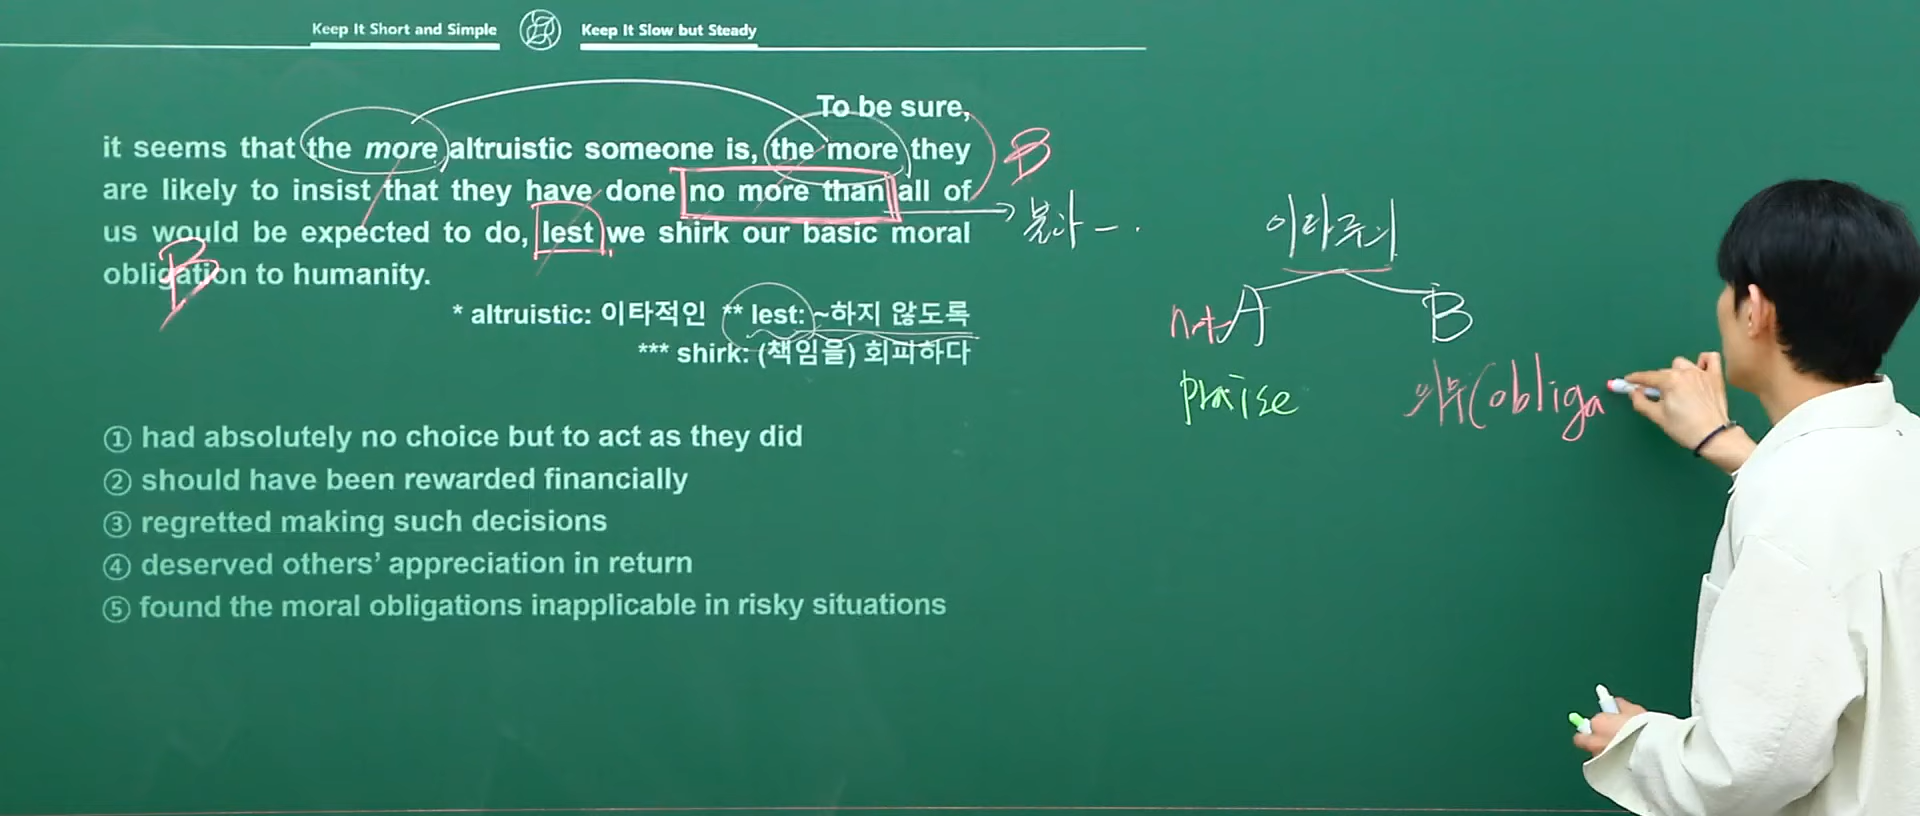 Keep It Short and Simple
Keep It Slow but Steady
To be sure,
it seems that the more altruistic someone is, the more they
are likely to insist that they have done no more than all of
us would be expected to do, lest we shirk our basic moral
obligation to humanity.
* altruistic: 이타적인 ** lest: ~하지 않도록
*** shirk: (책임을) 회피하다
① had absolutely no choice but to act as they did
② should have been rewarded financially
③ regretted making such decisions
④ deserved others’ appreciation in return
⑤ found the moral obligations inapplicable in risky situations
B
B
이타주의
not A
B
praise
의무(obliga